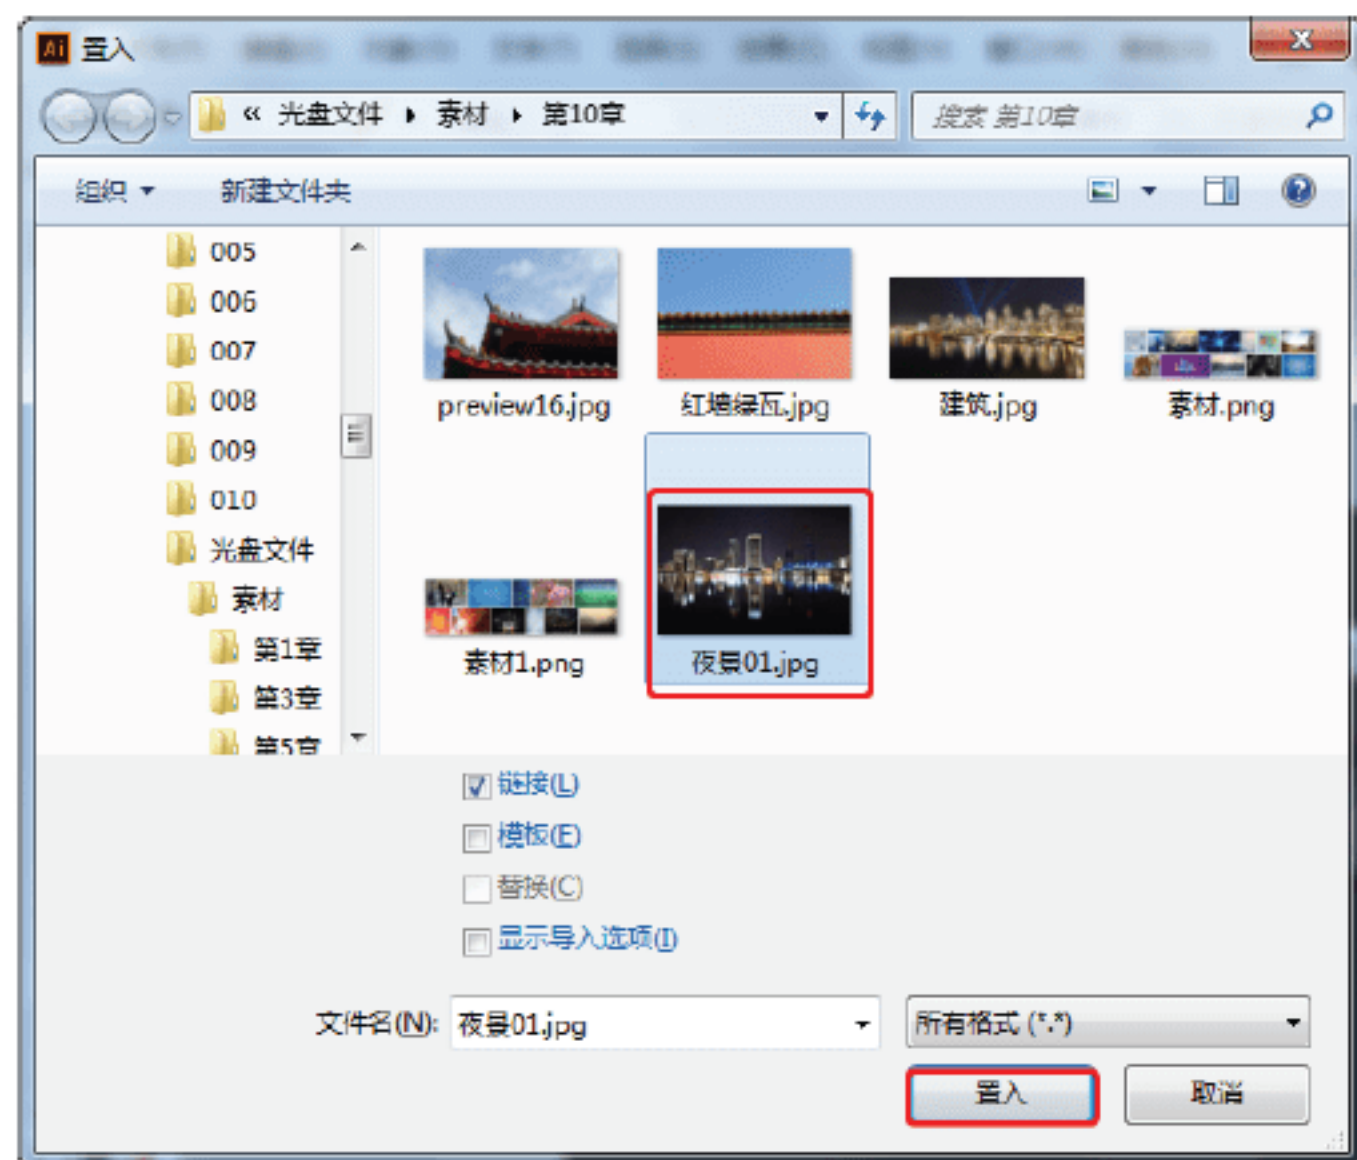 Ai 置入
« 光盘文件 ▸ 素材 ▸ 第10章
搜索 第10章
组织 新建文件夹
005
006
007
008
009
010
光盘文件
素材
第1章
第3章
第5章
preview16.jpg 红墙绿瓦.jpg 建筑.jpg 素材.png
素材1.png 夜景01.jpg
链接(L)
模板(E)
替换(C)
显示导入选项(I)
文件名(N): 夜景01.jpg 所有格式 (*.*)
置入 取消